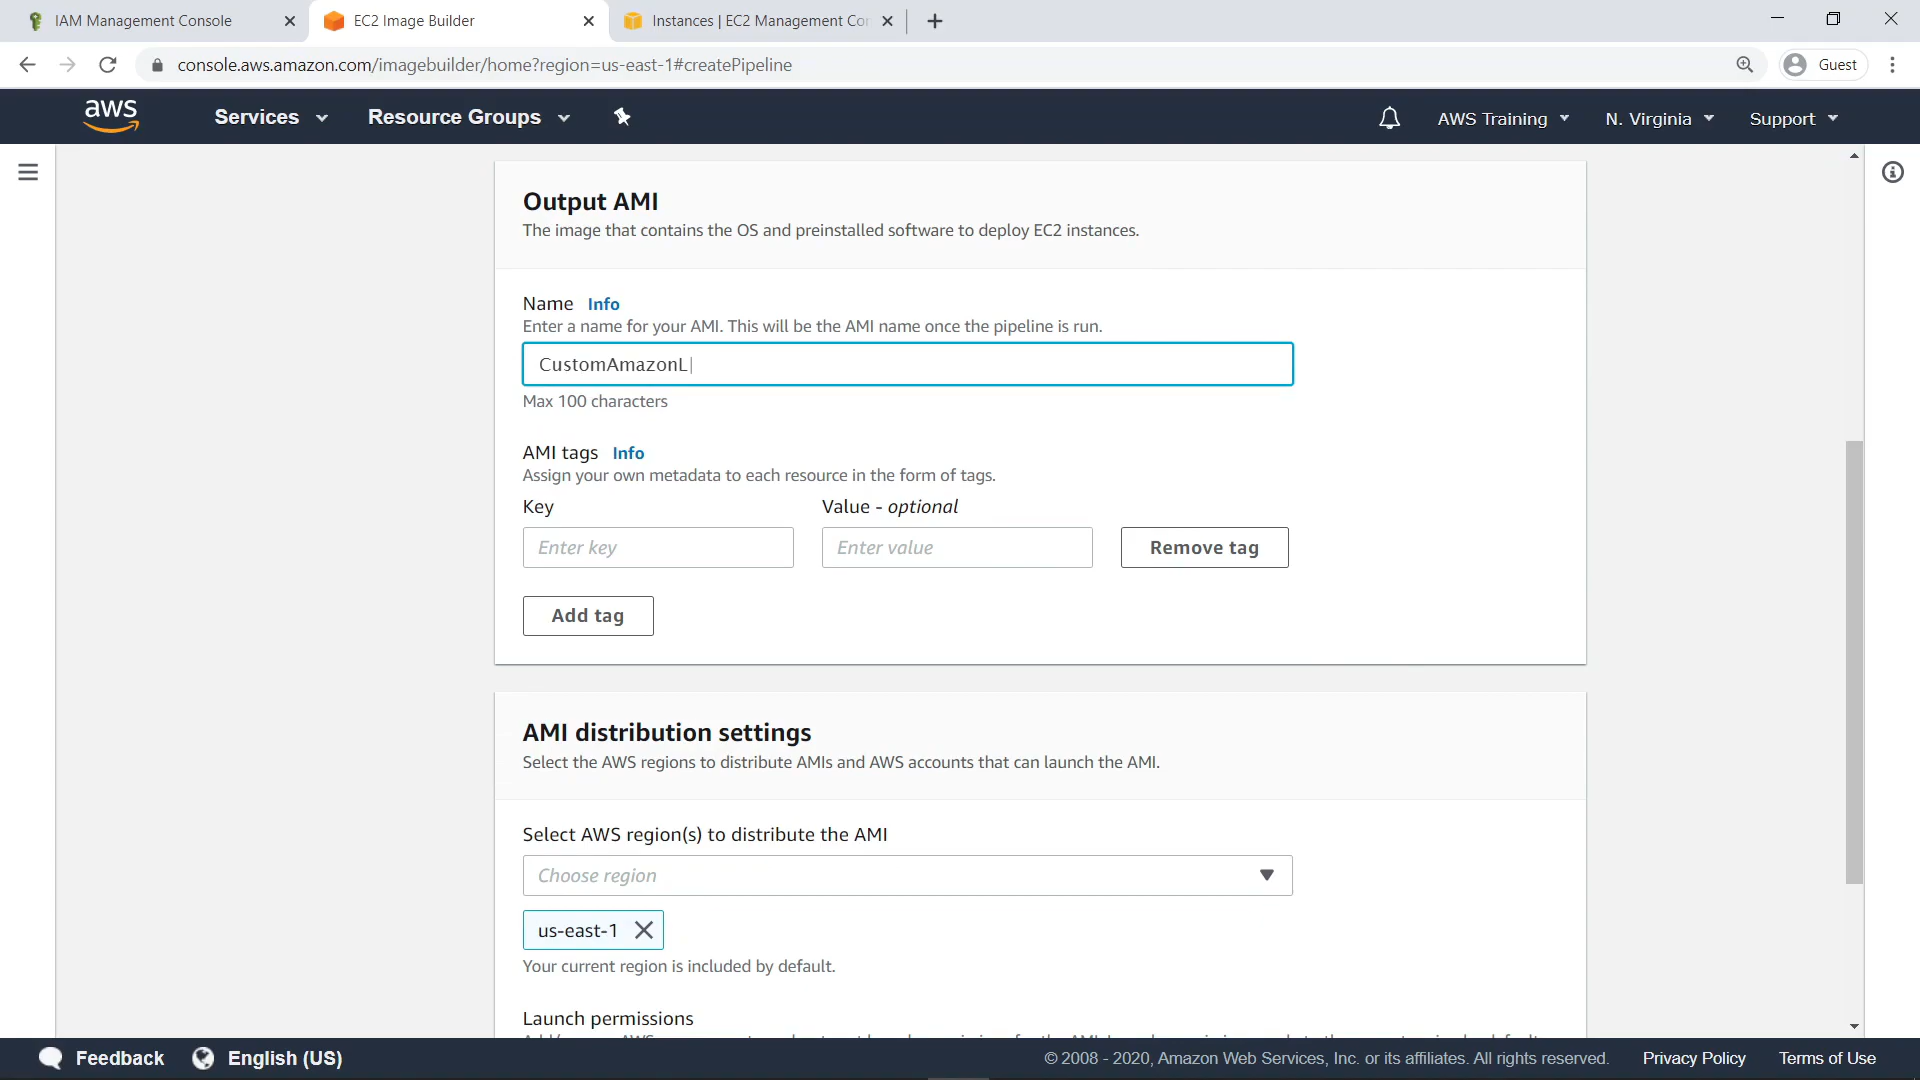 IAM Management Console
EC2 Image Builder
Instances | EC2 Management Co
console.aws.amazon.com/imagebuilder/home?region=us-east-1#createPipeline
Guest
aws
Services
Resource Groups
AWS Training
N. Virginia
Support
Output AMI
The image that contains the OS and preinstalled software to deploy EC2 instances.
Name Info
Enter a name for your AMI. This will be the AMI name once the pipeline is run.
CustomAmazonL
Max 100 characters
AMI tags Info
Assign your own metadata to each resource in the form of tags.
Key
Value - optional
Enter key
Enter value
Remove tag
Add tag
AMI distribution settings
Select the AWS regions to distribute AMIs and AWS accounts that can launch the AMI.
Select AWS region(s) to distribute the AMI
Choose region
us-east-1
Your current region is included by default.
Launch permissions
Feedback
English (US)
© 2008 - 2020, Amazon Web Services, Inc. or its affiliates. All rights reserved.
Privacy Policy
Terms of Use